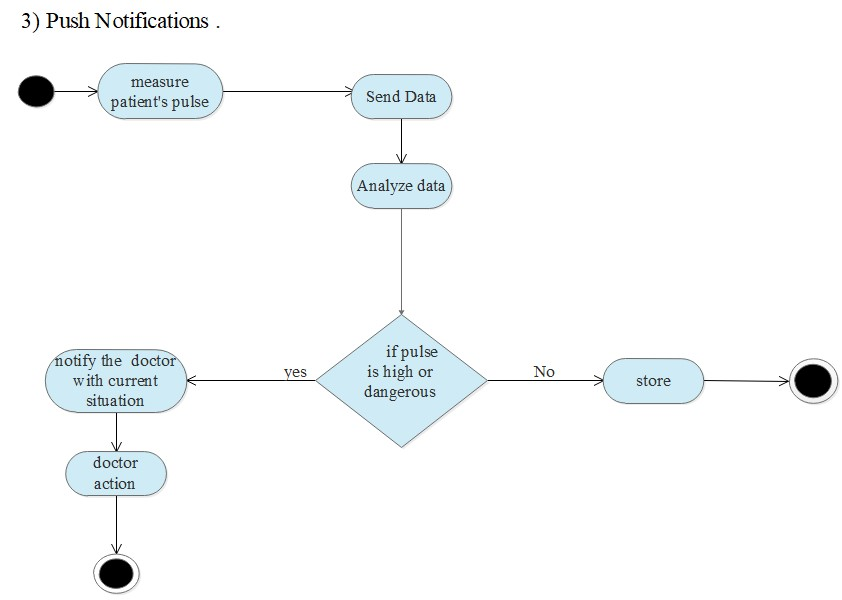 3) Push Notifications .
measure
patient's pulse
Send Data
Analyze data
if pulse
is high or
dangerous
yes
No
notify the doctor
with current
situation
store
doctor
action